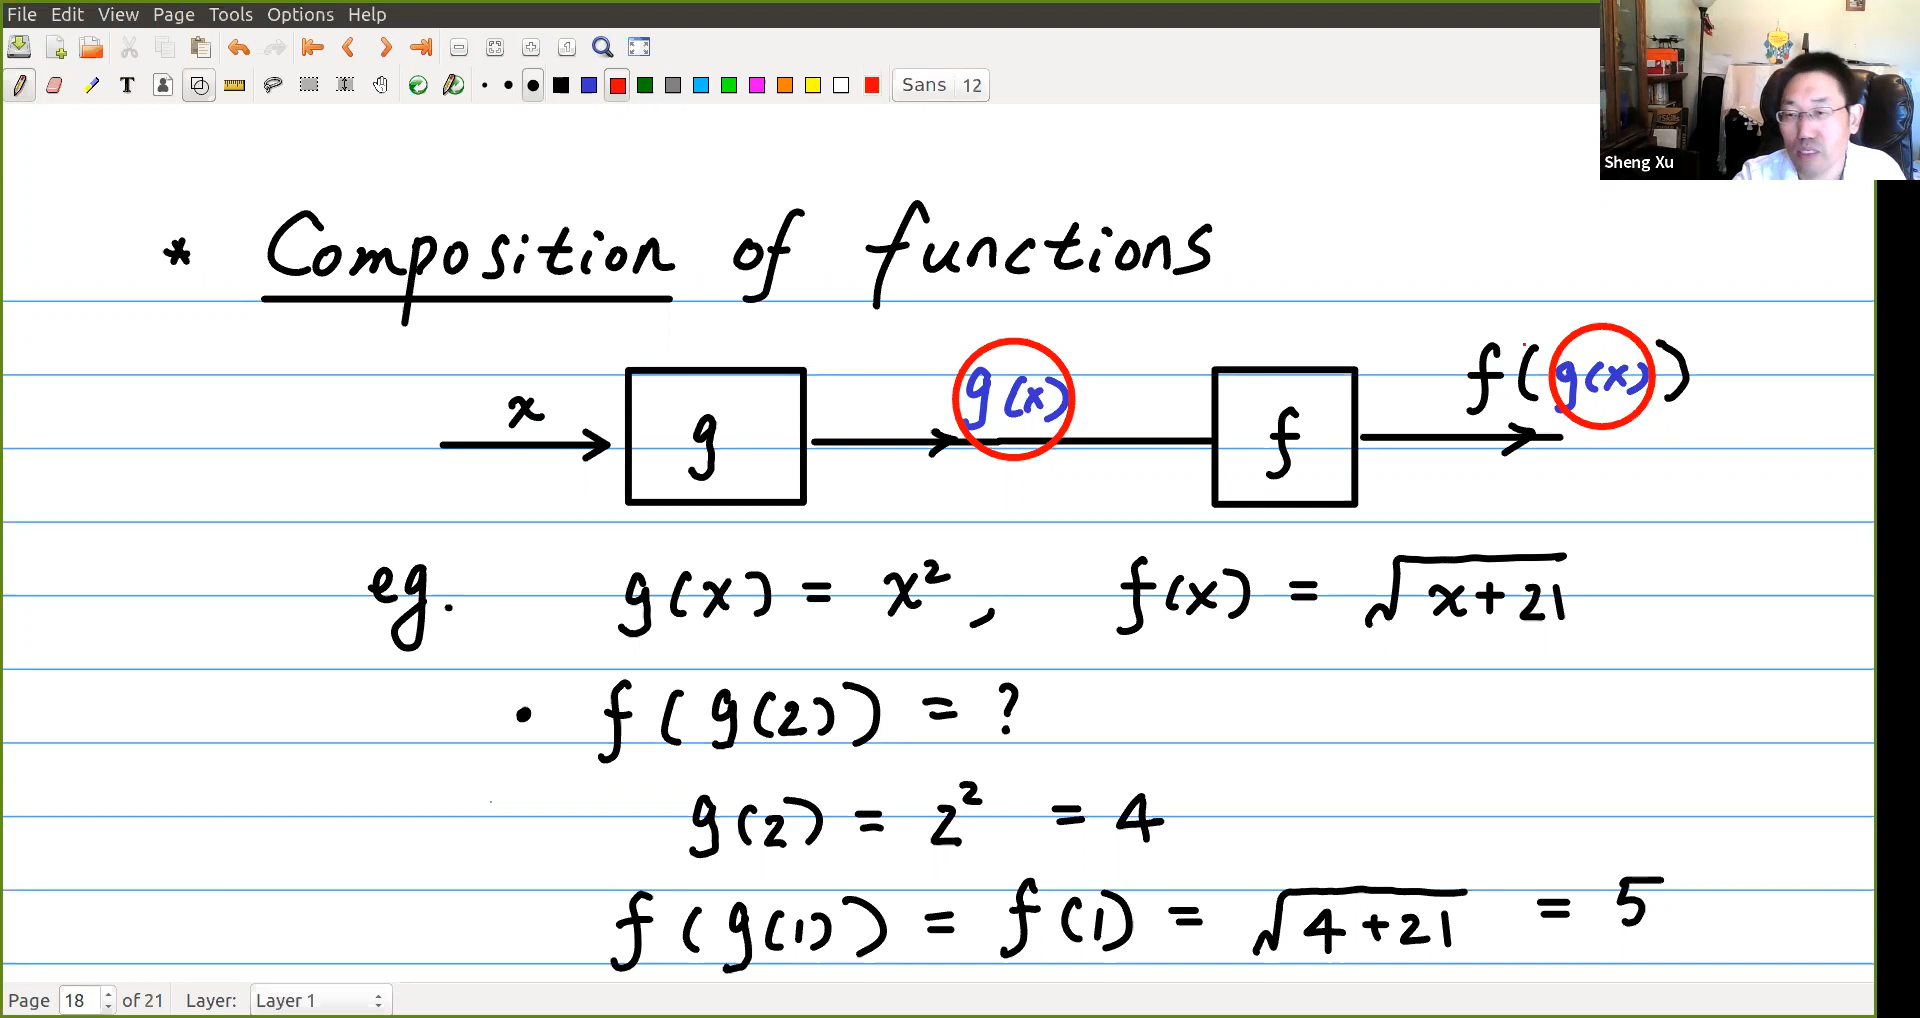 File Edit View Page Tools Options Help
Sans 12
Sheng Xu
* Composition of functions
x g g(x) f f(g(x))
eg. g(x) = x², f(x) = √(x+21)
• f(g(2)) = ?
g(2) = 2² = 4
f(g(1)) = f(1) = √(4+21) = 5
Page 18 of 21 Layer: Layer 1